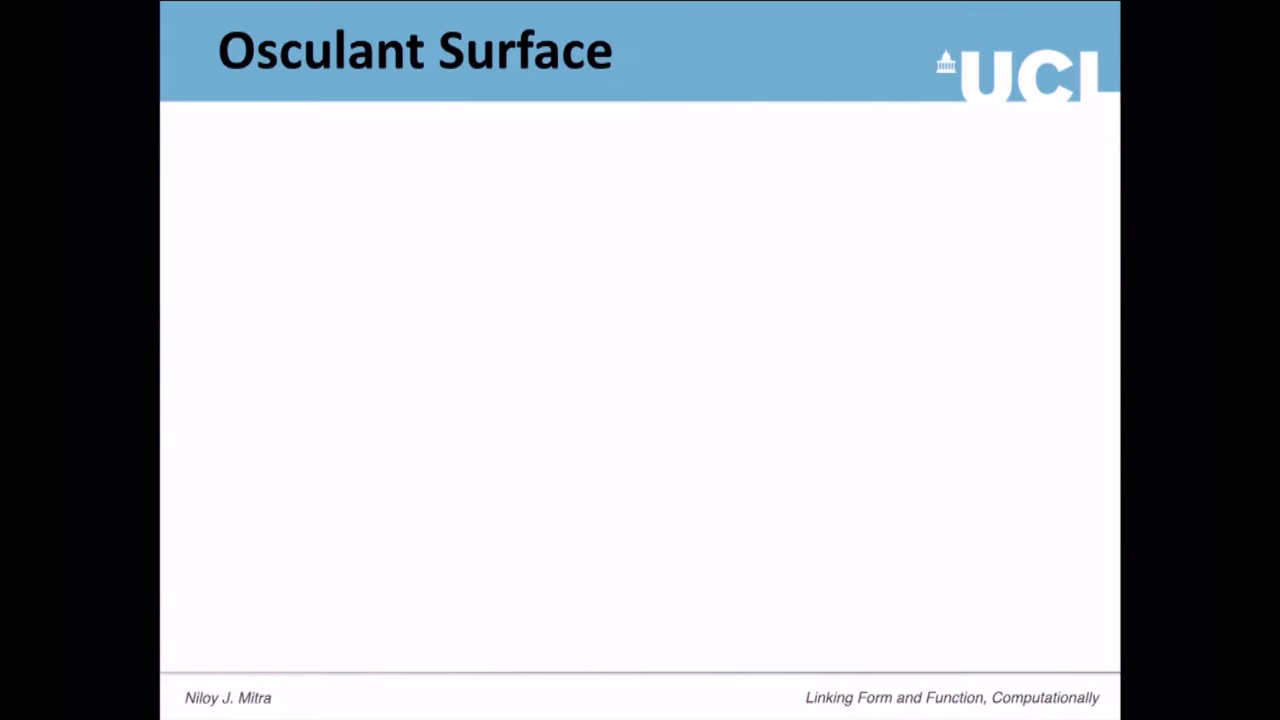 Osculant Surface
UCL
Niloy J. Mitra
Linking Form and Function, Computationally